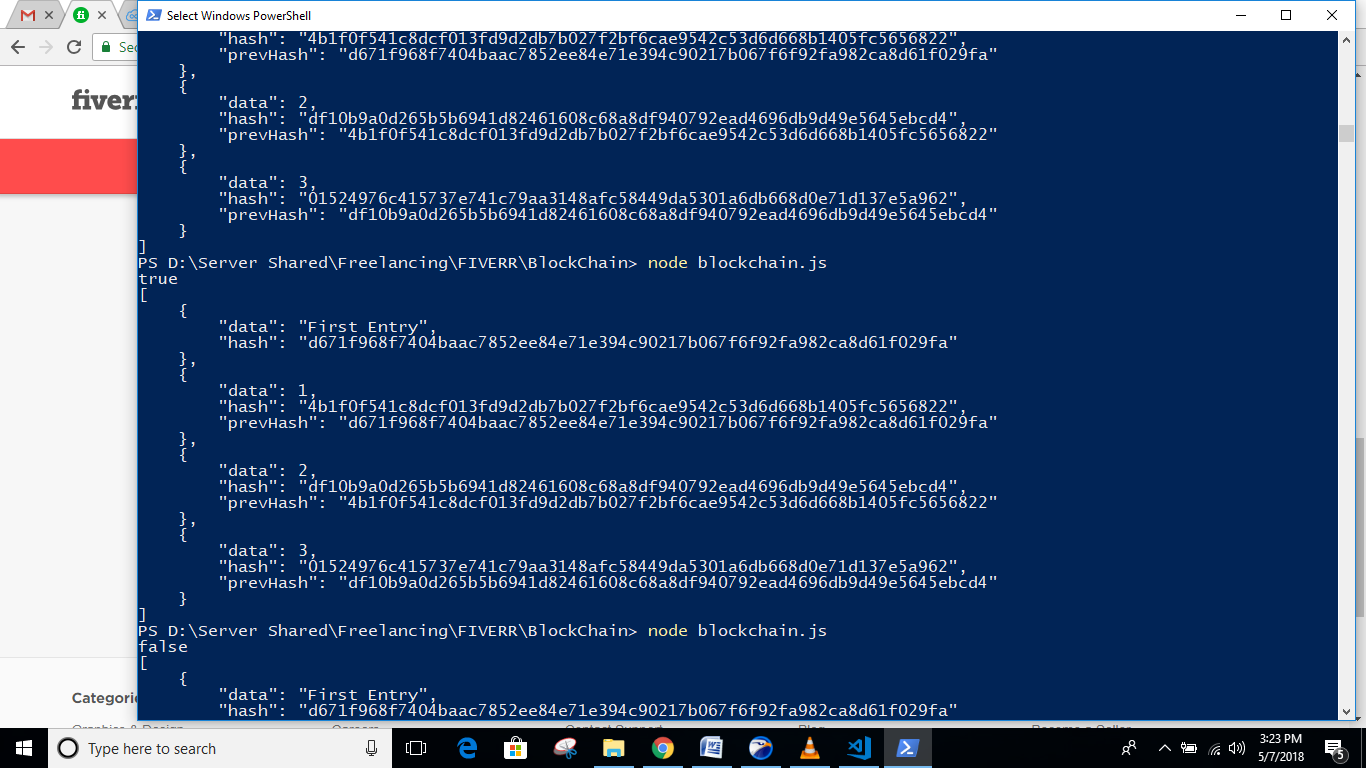 Select Windows PowerShell
Sec
fiverr
"hash": "4b1f0f541c8dcf013fd9d2db7b027f2bf6cae9542c53d6d668b1405fc5656822",
"prevHash": "d671f968f7404baac7852ee84e71e394c90217b067f6f92fa982ca8d61f029fa"
},
{
"data": 2,
"hash": "df10b9a0d265b5b6941d82461608c68a8df940792ead4696db9d49e5645ebcd4",
"prevHash": "4b1f0f541c8dcf013fd9d2db7b027f2bf6cae9542c53d6d668b1405fc5656822"
},
{
"data": 3,
"hash": "01524976c415737e741c79aa3148afc58449da5301a6db668d0e71d137e5a962",
"prevHash": "df10b9a0d265b5b6941d82461608c68a8df940792ead4696db9d49e5645ebcd4"
}
]
PS D:\Server Shared\Freelancing\FIVERR\BlockChain> node blockchain.js
true
[
{
"data": "First Entry",
"hash": "d671f968f7404baac7852ee84e71e394c90217b067f6f92fa982ca8d61f029fa"
},
{
"data": 1,
"hash": "4b1f0f541c8dcf013fd9d2db7b027f2bf6cae9542c53d6d668b1405fc5656822",
"prevHash": "d671f968f7404baac7852ee84e71e394c90217b067f6f92fa982ca8d61f029fa"
},
{
"data": 2,
"hash": "df10b9a0d265b5b6941d82461608c68a8df940792ead4696db9d49e5645ebcd4",
"prevHash": "4b1f0f541c8dcf013fd9d2db7b027f2bf6cae9542c53d6d668b1405fc5656822"
},
{
"data": 3,
"hash": "01524976c415737e741c79aa3148afc58449da5301a6db668d0e71d137e5a962",
"prevHash": "df10b9a0d265b5b6941d82461608c68a8df940792ead4696db9d49e5645ebcd4"
}
]
PS D:\Server Shared\Freelancing\FIVERR\BlockChain> node blockchain.js
false
[
{
"data": "First Entry",
"hash": "d671f968f7404baac7852ee84e71e394c90217b067f6f92fa982ca8d61f029fa"
Categorie
Type here to search
3:23 PM
5/7/2018
5